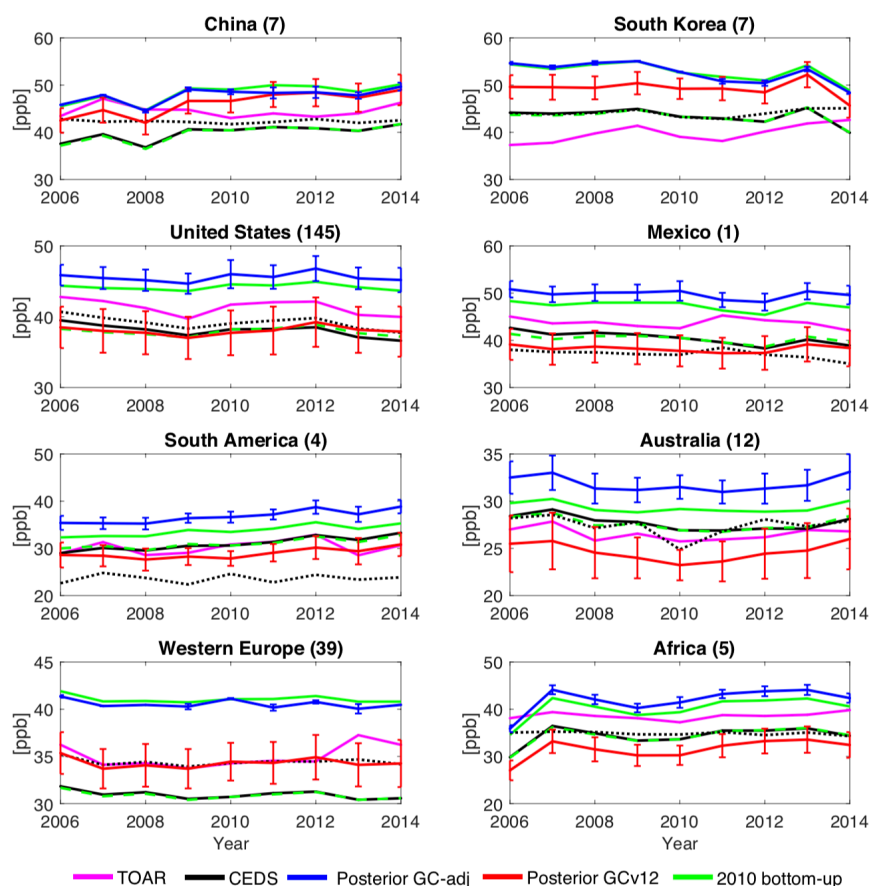 China (7)
60
50
40
30
[ppb]
2006 2008 2010 2012 2014
South Korea (7)
60
50
40
30
[ppb]
2006 2008 2010 2012 2014
United States (145)
50
40
30
[ppb]
2006 2008 2010 2012 2014
Mexico (1)
60
50
40
30
[ppb]
2006 2008 2010 2012 2014
South America (4)
50
40
30
20
[ppb]
2006 2008 2010 2012 2014
Australia (12)
35
30
25
20
[ppb]
2006 2008 2010 2012 2014
Western Europe (39)
45
40
35
30
[ppb]
2006 2008 2010 2012 2014
Year
Africa (5)
50
40
30
20
[ppb]
2006 2008 2010 2012 2014
Year
TOAR CEDS Posterior GC-adj Posterior GCv12 2010 bottom-up